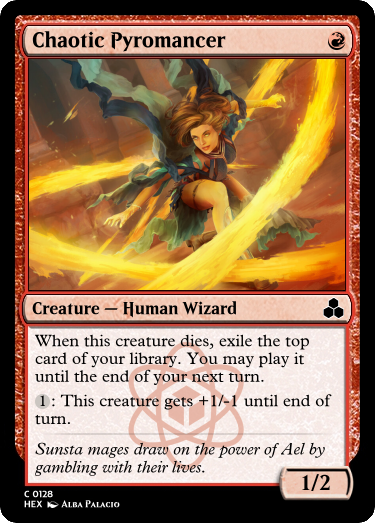 Chaotic Pyromancer
Creature — Human Wizard
When this creature dies, exile the top
card of your library. You may play it
until the end of your next turn.
1: This creature gets +1/-1 until end of
turn.
Sunsta mages draw on the power of Ael by
gambling with their lives.
1/2
C 0128
HEX Alba Palacio